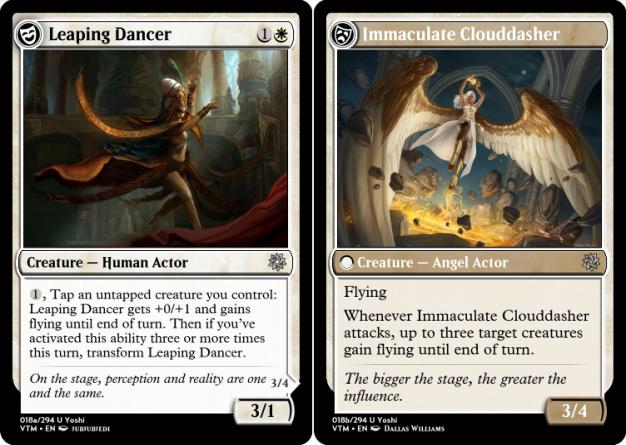 Leaping Dancer 1
Creature — Human Actor
1, Tap an untapped creature you control:
Leaping Dancer gets +0/+1 and gains
flying until end of turn. Then if you've
activated this ability three or more times
this turn, transform Leaping Dancer.
On the stage, perception and reality are one
and the same.
3/4
3/1
018a/294 U Yoshi
VTM • EN JUBJUBJEDI
Immaculate Clouddasher
Creature — Angel Actor
Flying
Whenever Immaculate Clouddasher
attacks, up to three target creatures
gain flying until end of turn.
The bigger the stage, the greater the
influence.
3/4
018b/294 U Yoshi
VTM • EN DALLAS WILLIAMS